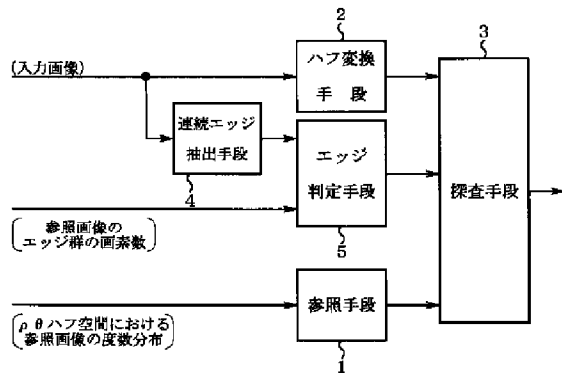 2
3
(入力画像)
ハフ変換
手 段
連続エッジ
抽出手段
4
エッジ
判定手段
5
探査手段
参照画像の
エッジ群の画素数
参照手段
1
ρ θ ハフ空間における
参照画像の度数分布